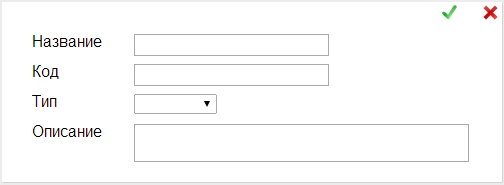 Название
Код
Тип
Описание